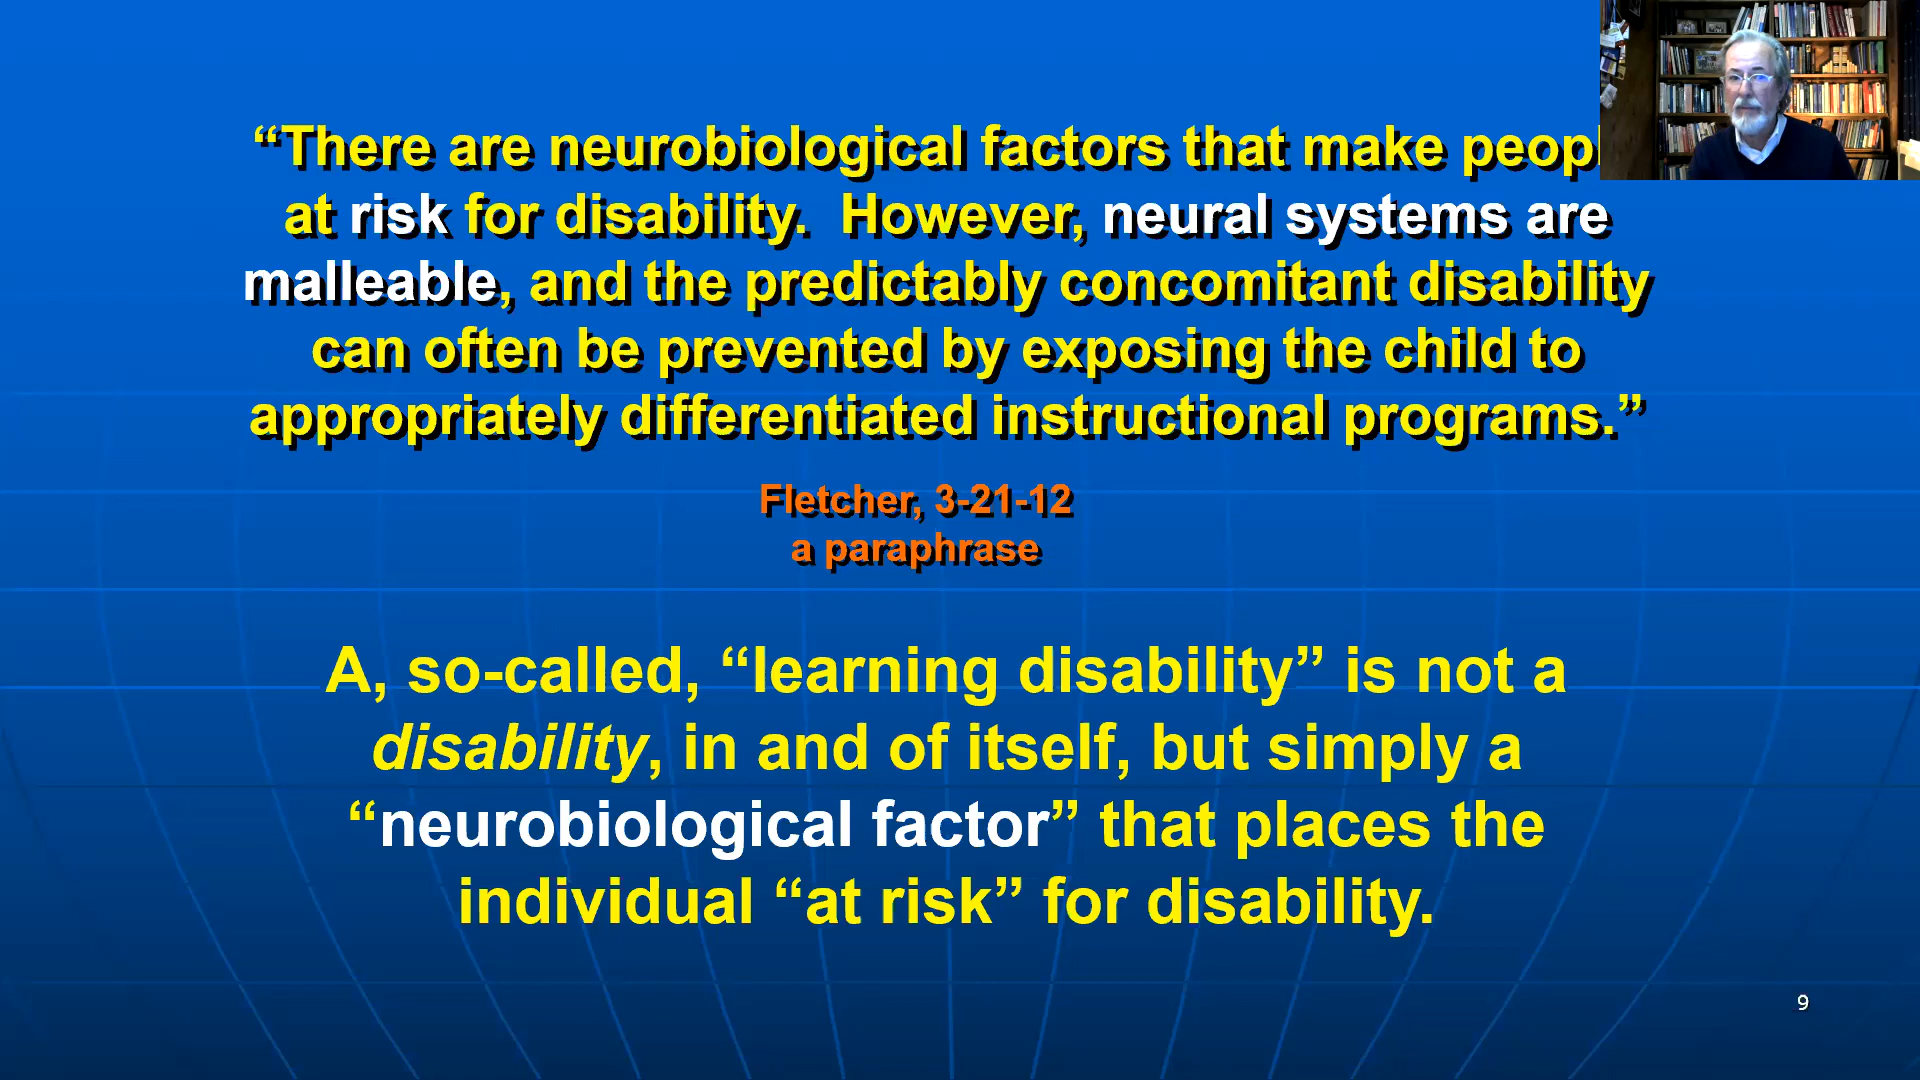 “There are neurobiological factors that make
at risk for disability.  However, neural systems are
malleable, and the predictably concomitant disability
can often be prevented by exposing the child to
appropriately differentiated instructional programs.”
Fletcher, 3-21-12
a paraphrase
A, so-called, “learning disability” is not a
disability, in and of itself, but simply a
“neurobiological factor” that places the
individual “at risk” for disability.
9